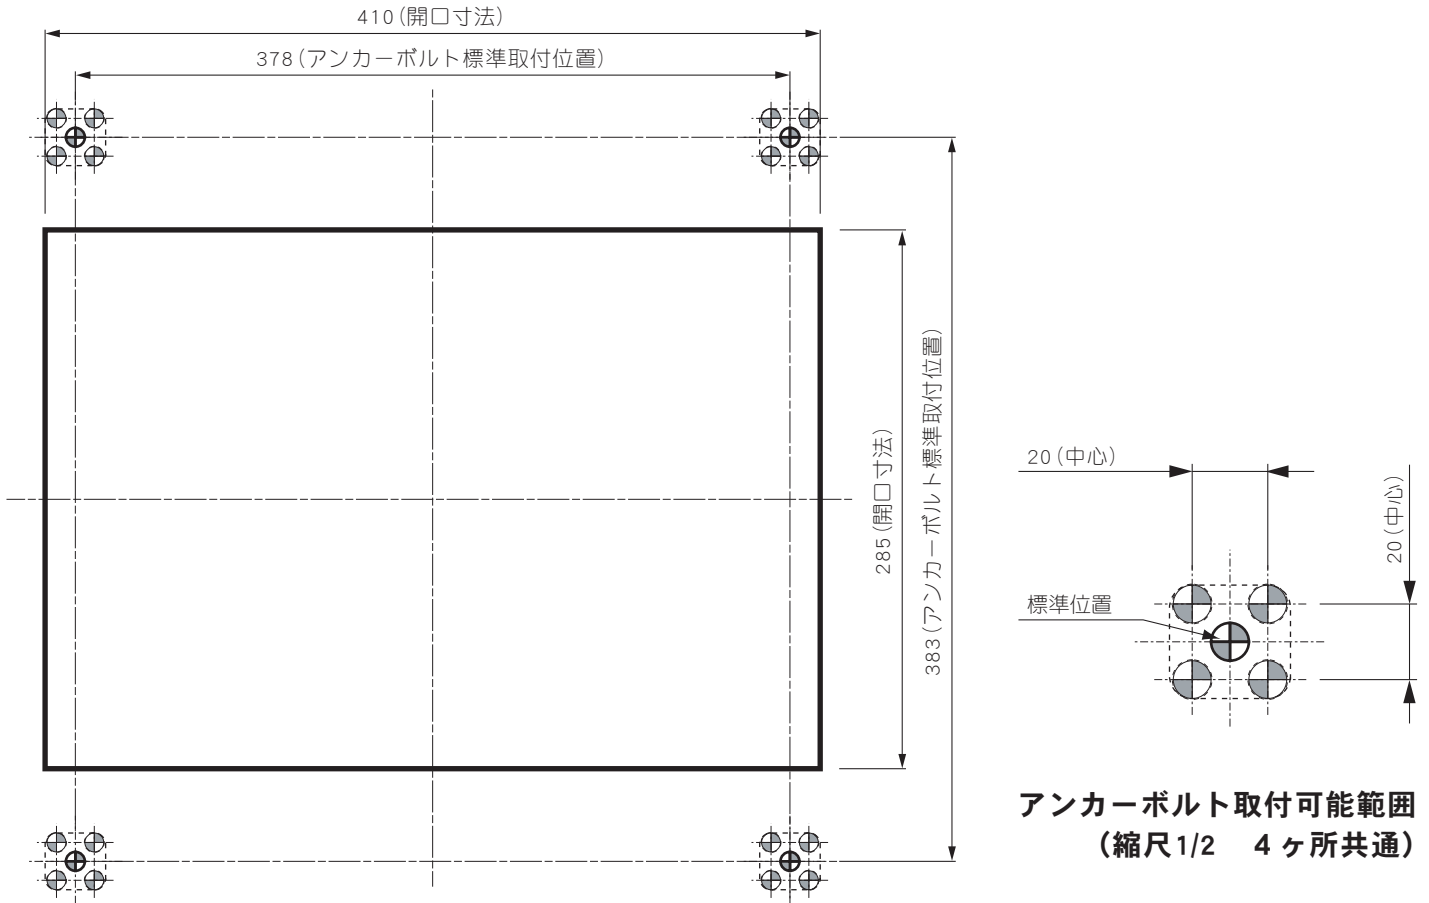 410(開口寸法)
378(アンカーボルト標準取付位置)
285(開口寸法)
383(アンカーボルト標準取付位置)
20(中心)
20(中心)
標準位置
アンカーボルト取付可能範囲
（縮尺1/2　４ヶ所共通）